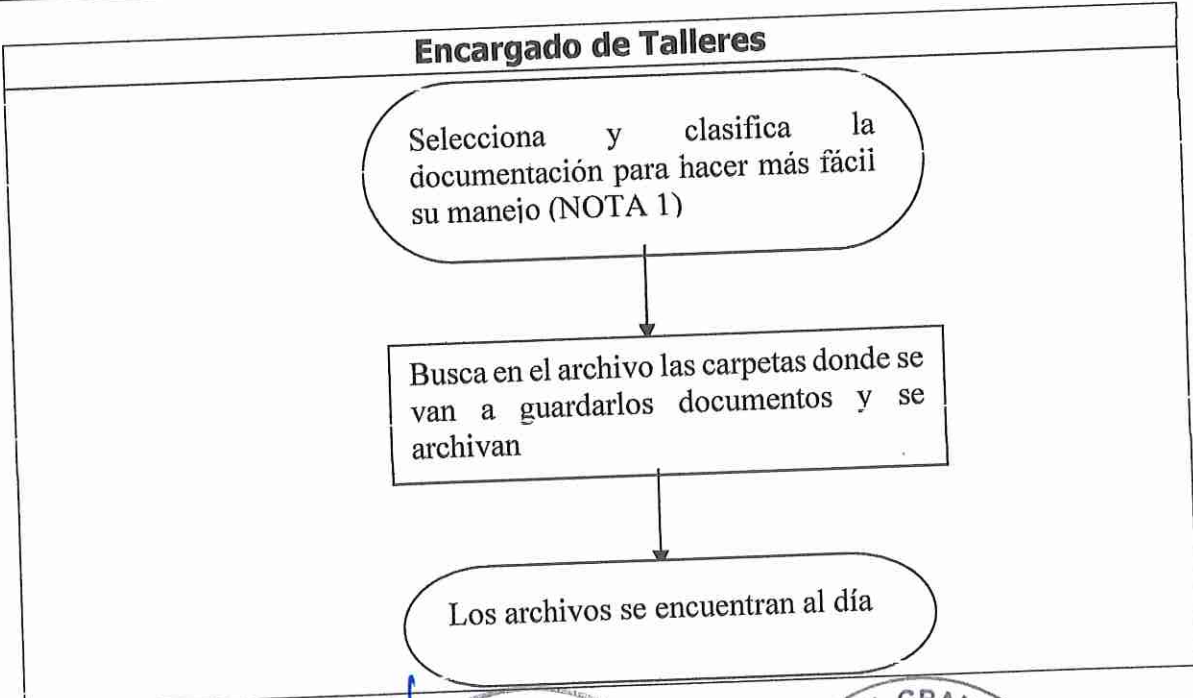 Encargado de Talleres
Selecciona y clasifica la
documentación para hacer más fácil
su manejo (NOTA 1)
Busca en el archivo las carpetas donde se
van a guardarlos documentos y se
archivan
Los archivos se encuentran al día